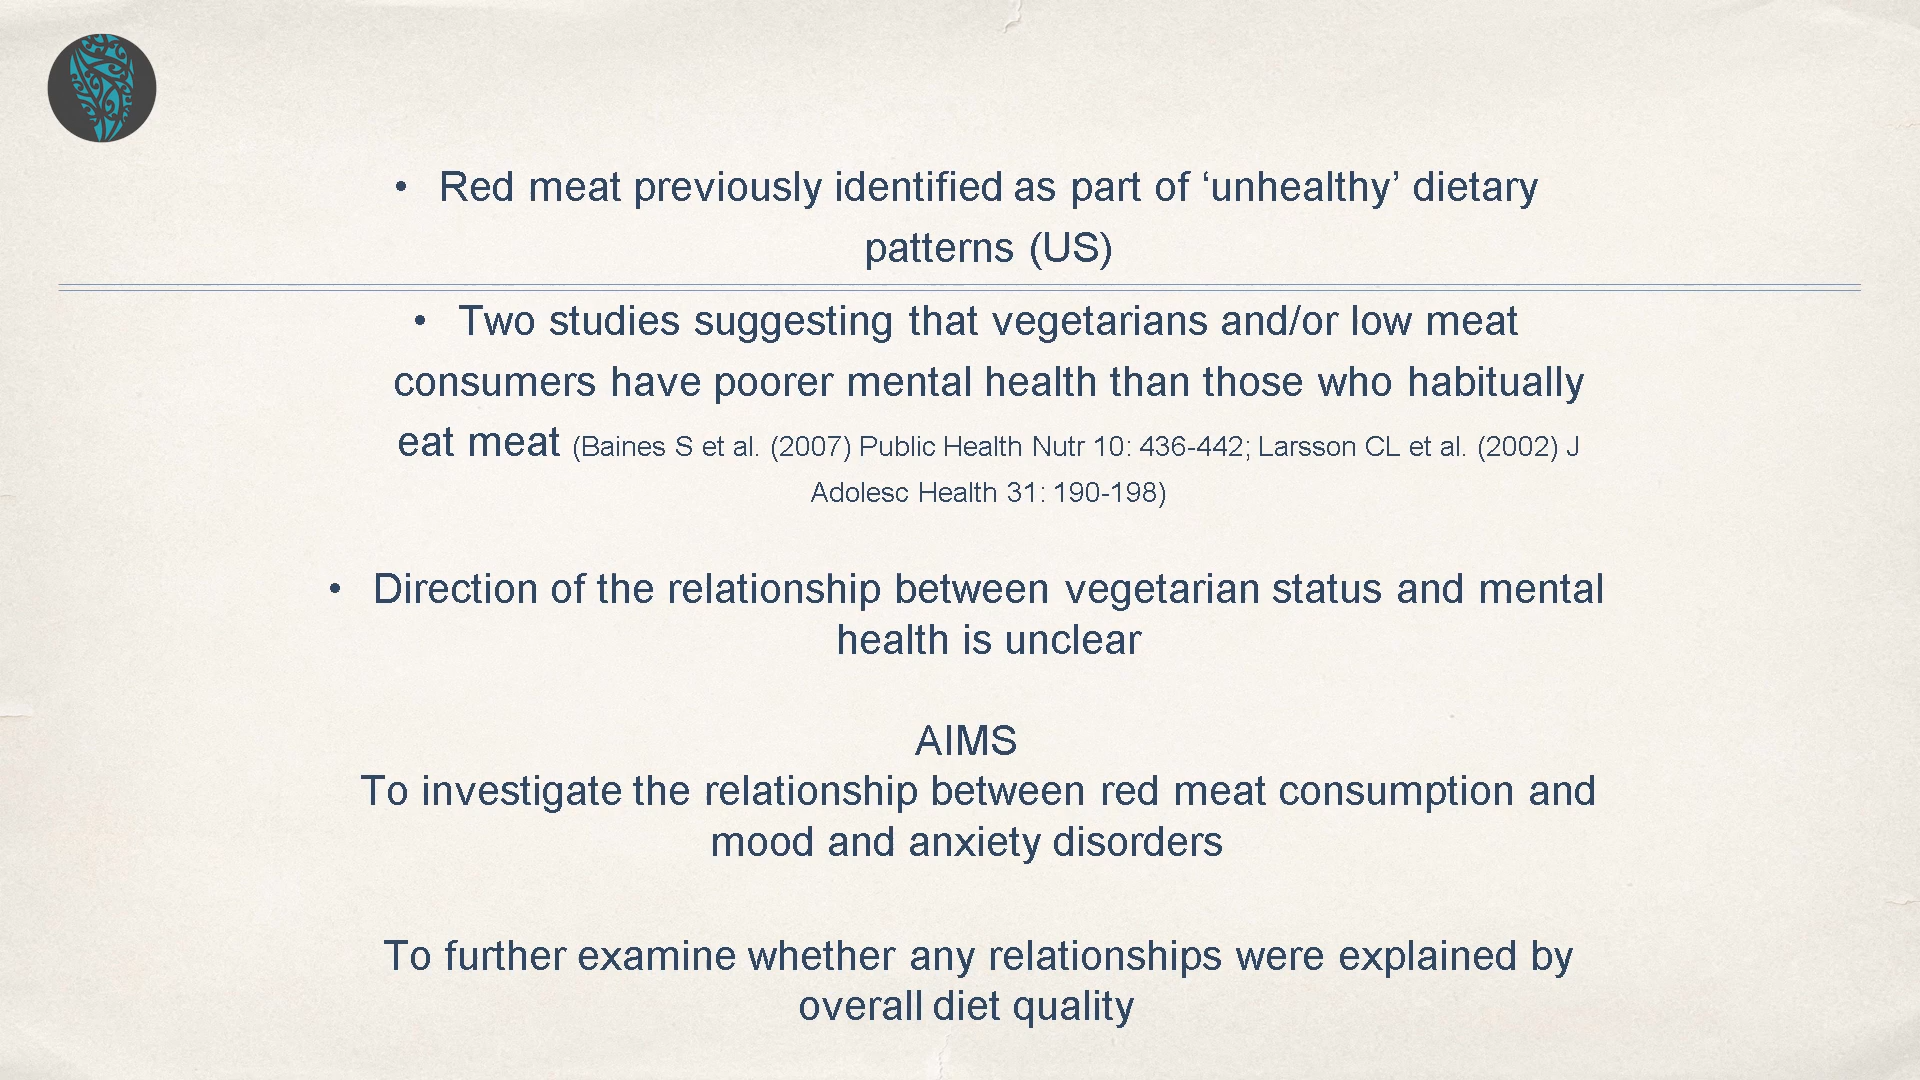 • Red meat previously identified as part of ‘unhealthy’ dietary
patterns (US)
• Two studies suggesting that vegetarians and/or low meat
consumers have poorer mental health than those who habitually
eat meat (Baines S et al. (2007) Public Health Nutr 10: 436-442; Larsson CL et al. (2002) J
Adolesc Health 31: 190-198)
• Direction of the relationship between vegetarian status and mental
health is unclear
AIMS
To investigate the relationship between red meat consumption and
mood and anxiety disorders
To further examine whether any relationships were explained by
overall diet quality